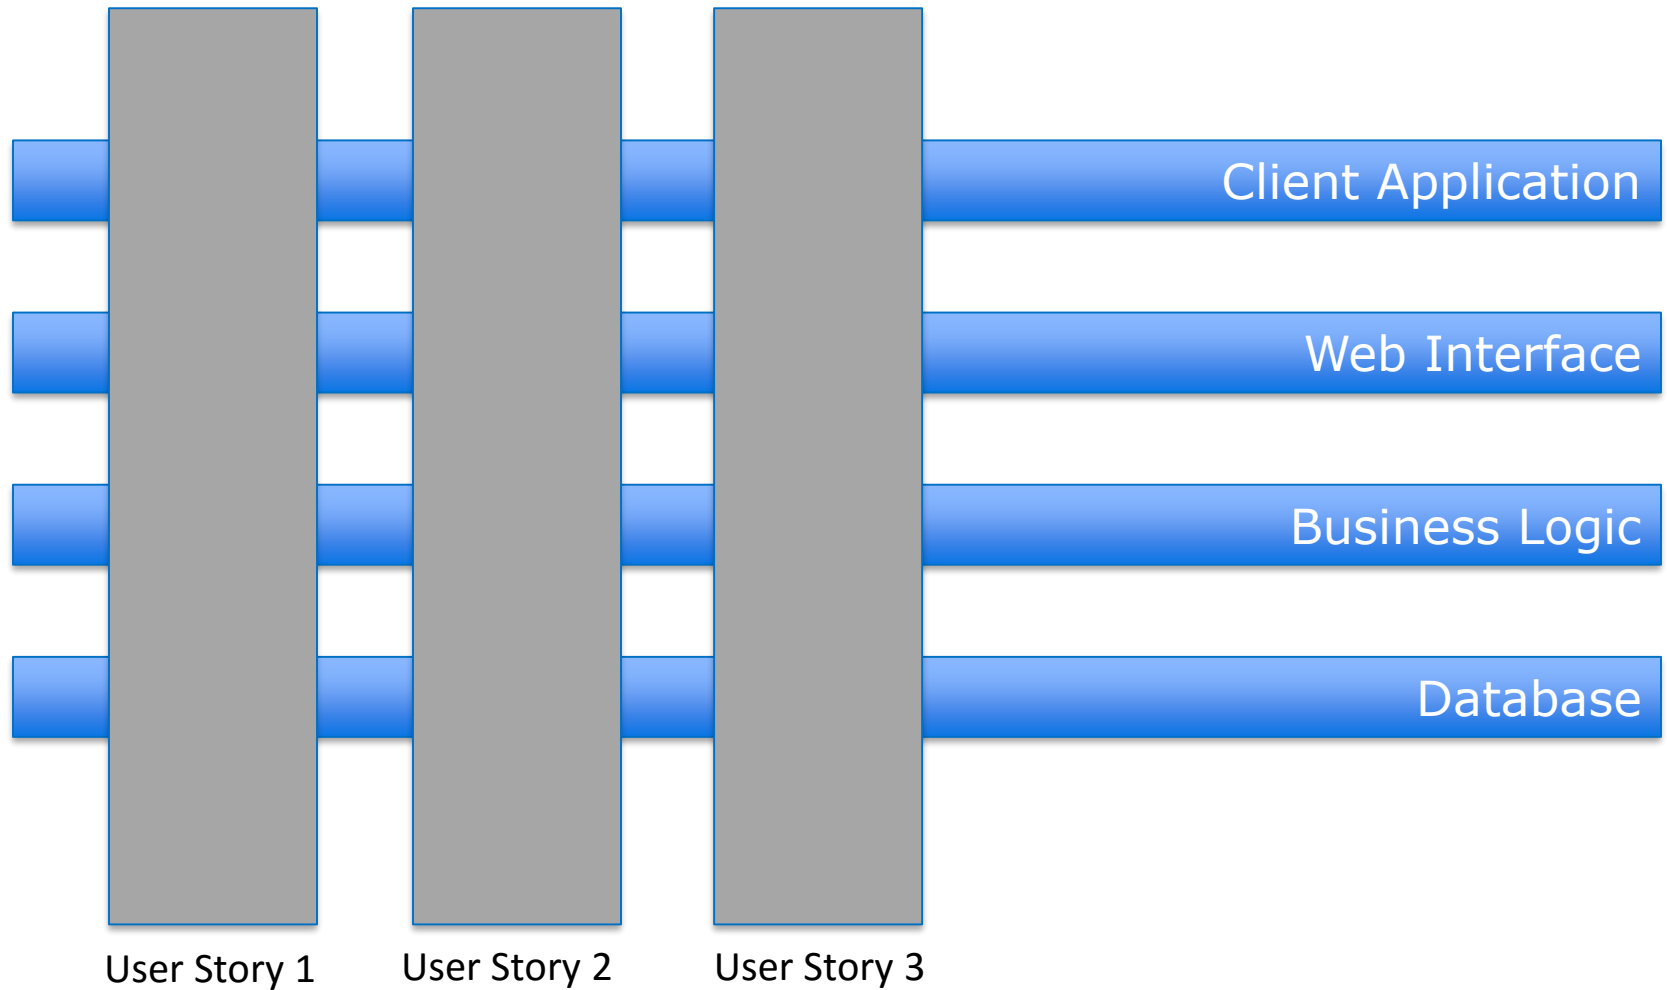 Client Application
Web Interface
Business Logic
Database
User Story 1
User Story 2
User Story 3